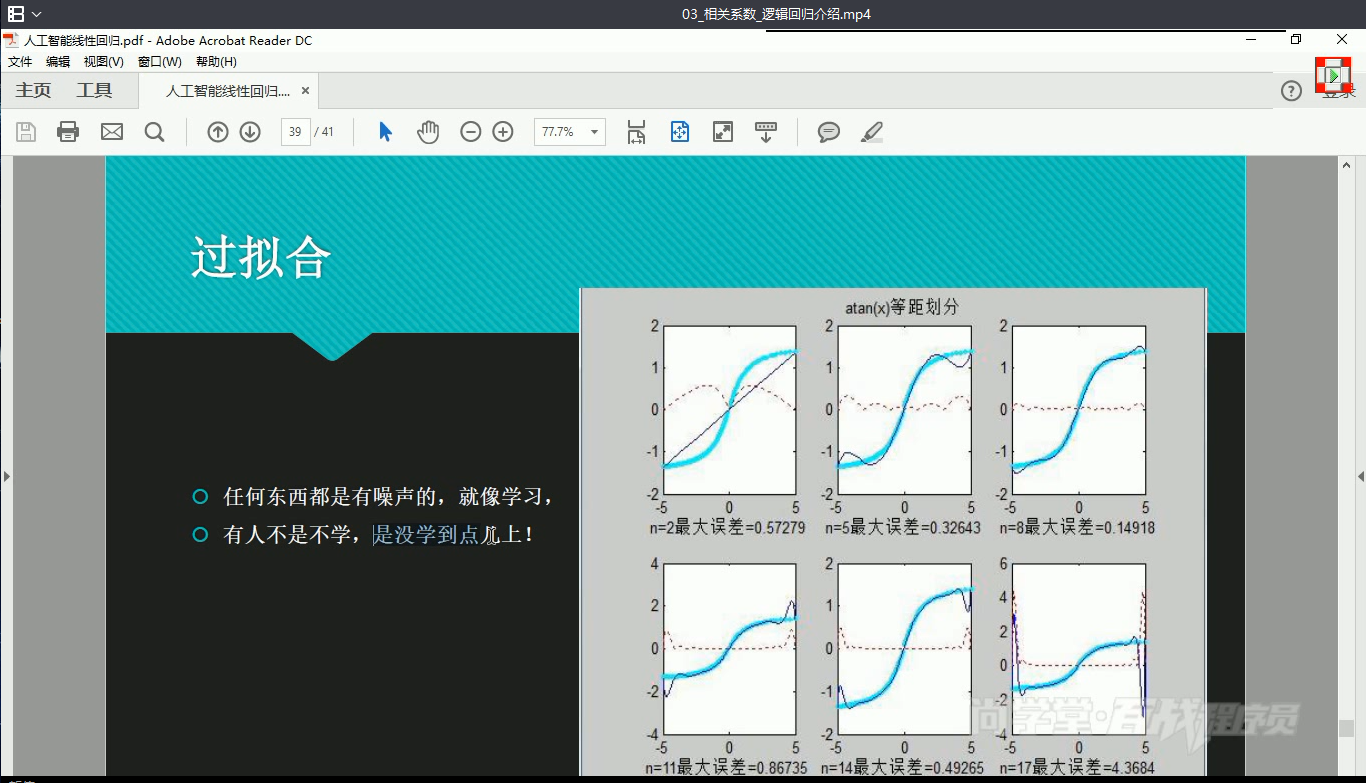 03_相关系数_逻辑回归介绍.mp4
人工智能线性回归.pdf - Adobe Acrobat Reader DC
文件 编辑 视图(V) 窗口(W) 帮助(H)
主页 工具 人工智能线性回归.... × 登录
39 / 41 77.7%
过拟合
任何东西都是有噪声的，就像学习，
有人不是不学，是没学到点儿上！
atan(x)等距划分
2 2 2
1 1 1
0 0 0
-1 -1 -1
-2 -2 -2
-5 0 5 -5 0 5 -5 0 5
n=2最大误差=0.57279 n=5最大误差=0.32643 n=8最大误差=0.14918
4 2 6
2 1 4
0 0 2
-2 -1 0
-4 -2 -2
-4
-5 0 5 -5 0 5 -5 0 5
n=11最大误差=0.86735 n=14最大误差=0.49265 n=17最大误差=4.3684
尚学堂·百战程序员